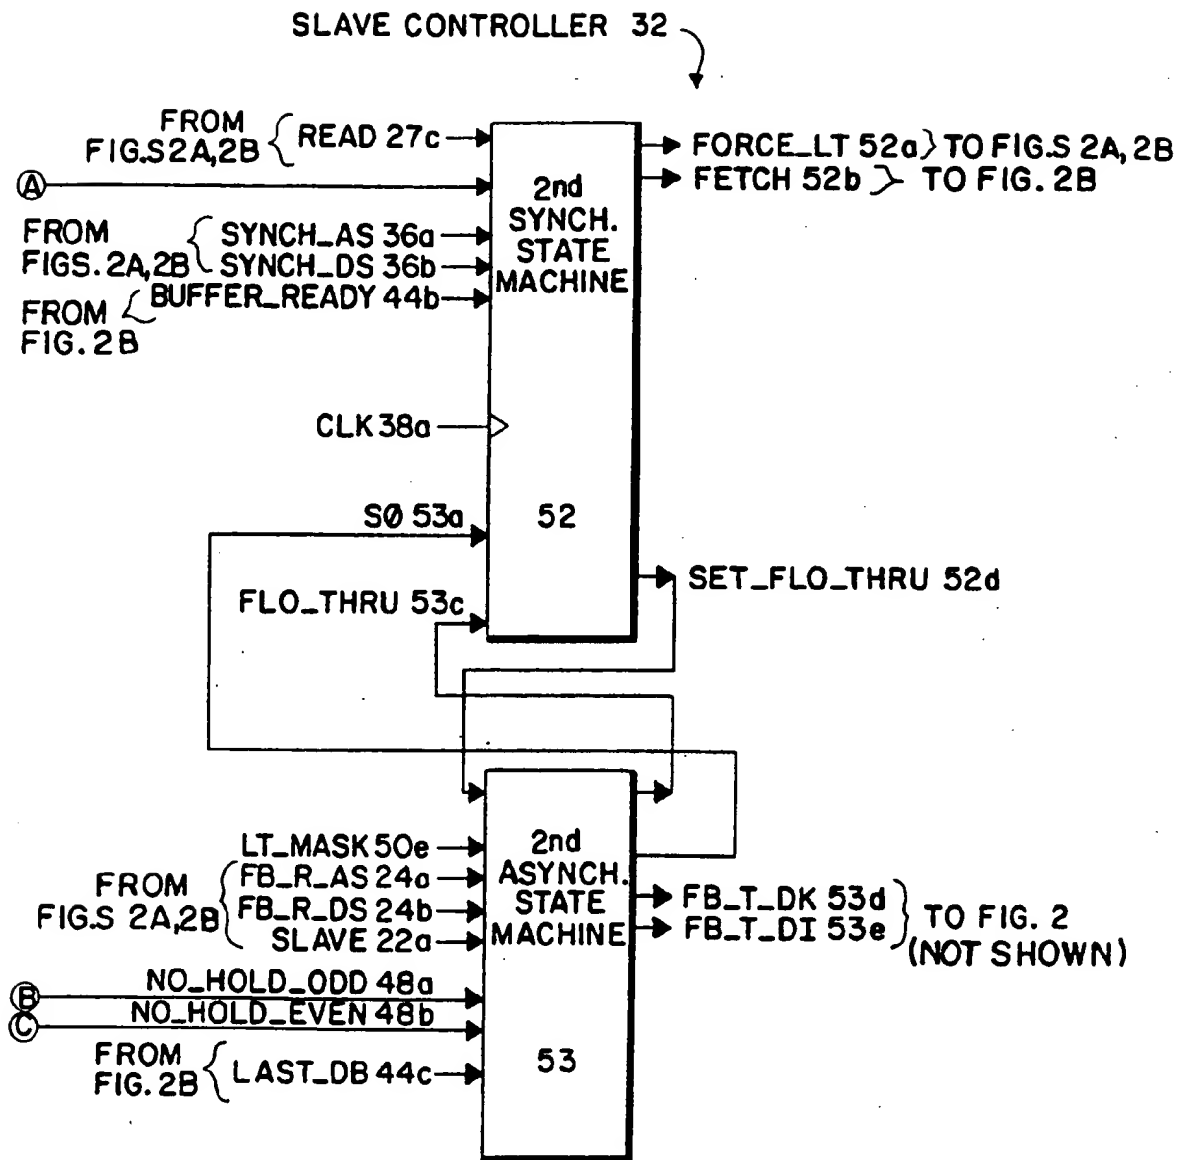 SLAVE CONTROLLER 32
FROM
FIG.S 2A, 2B
READ 27c
FORCE_LT 52a
TO FIG.S 2A, 2B
A
FETCH 52b
TO FIG. 2B
2nd
SYNCH.
STATE
MACHINE
FROM
FIGS. 2A, 2B
SYNCH_AS 36a
SYNCH_DS 36b
FROM
FIG. 2B
BUFFER_READY 44b
CLK 38a
SØ 53a
52
SET_FLO_THRU 52d
FLO_THRU 53c
LT_MASK 50e
2nd
ASYNCH.
STATE
MACHINE
FROM
FIG.S 2A, 2B
FB_R_AS 24a
FB_R_DS 24b
SLAVE 22a
FB_T_DK 53d
FB_T_DI 53e
TO FIG. 2
(NOT SHOWN)
B
NO_HOLD_ODD 48a
C
NO_HOLD_EVEN 48b
FROM
FIG. 2B
LAST_DB 44c
53